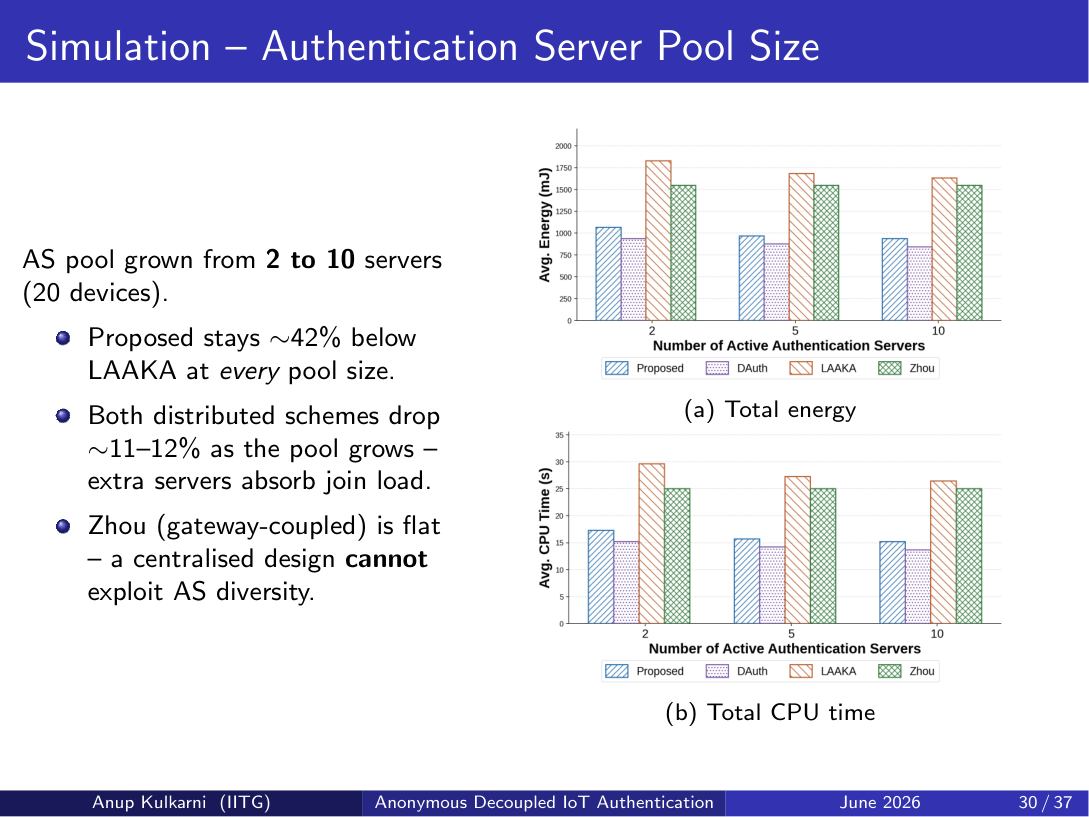 Simulation – Authentication Server Pool Size
AS pool grown from 2 to 10 servers
(20 devices).
Proposed stays ∼42% below
LAAKA at every pool size.
Both distributed schemes drop
∼11–12% as the pool grows –
extra servers absorb join load.
Zhou (gateway-coupled) is flat
– a centralised design cannot
exploit AS diversity.
Avg. Energy (mJ)
2000
1750
1500
1250
1000
750
500
250
0
2 5 10
Number of Active Authentication Servers
Proposed DAuth LAAKA Zhou
(a) Total energy
Avg. CPU Time (s)
35
30
25
20
15
10
5
0
2 5 10
Number of Active Authentication Servers
Proposed DAuth LAAKA Zhou
(b) Total CPU time
Anup Kulkarni (IITG) Anonymous Decoupled IoT Authentication June 2026 30 / 37